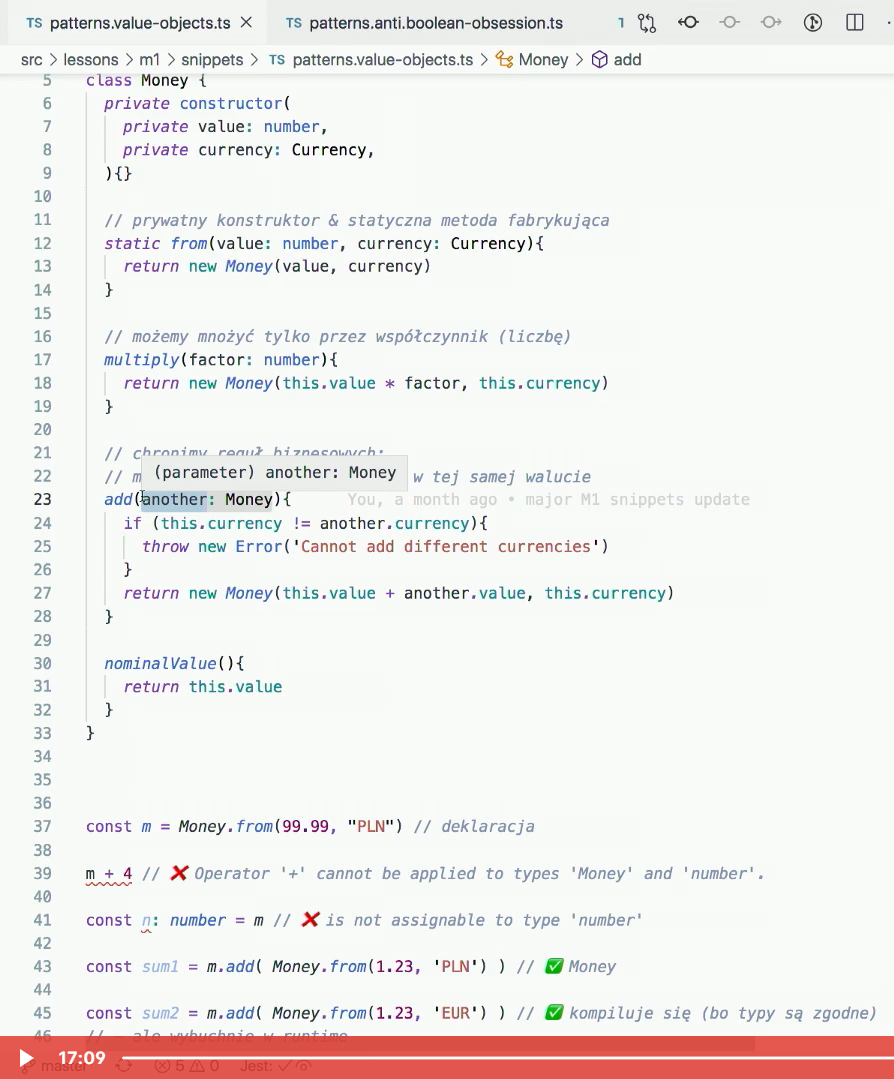 TS patterns.value-objects.ts × TS patterns.anti.boolean-obsession.ts 1
src > lessons > m1 > snippets > TS patterns.value-objects.ts > Money > add
5 class Money {
6 private constructor(
7 private value: number,
8 private currency: Currency,
9 ){}
10
11 // prywatny konstruktor & statyczna metoda fabrykująca
12 static from(value: number, currency: Currency){
13 return new Money(value, currency)
14 }
15
16 // możemy mnożyć tylko przez współczynnik (liczbę)
17 multiply(factor: number){
18 return new Money(this.value * factor, this.currency)
19 }
20
21 // chronimy reguł biznesowych:
(parameter) another: Money
22 // m w tej samej walucie
23 add(another: Money){ You, a month ago • major M1 snippets update
24 if (this.currency != another.currency){
25 throw new Error('Cannot add different currencies')
26 }
27 return new Money(this.value + another.value, this.currency)
28 }
29
30 nominalValue(){
31 return this.value
32 }
33 }
34
35
36
37 const m = Money.from(99.99, "PLN") // deklaracja
38
39 m + 4 // ❌ Operator '+' cannot be applied to types 'Money' and 'number'.
40
41 const n: number = m // ❌ is not assignable to type 'number'
42
43 const sum1 = m.add( Money.from(1.23, 'PLN') ) // ✅ Money
44
45 const sum2 = m.add( Money.from(1.23, 'EUR') ) // ✅ kompiluje się (bo typy są zgodne)
46 // - ale wybuchnie w runtime
17:09
master 5 0 Jest: